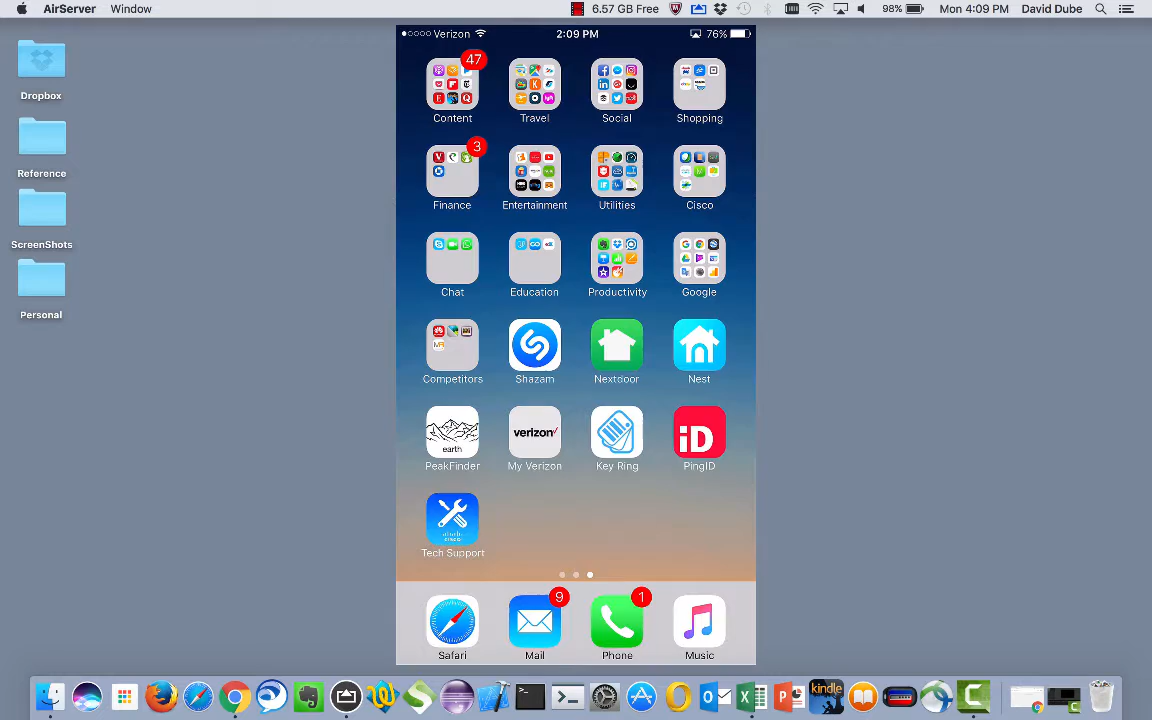 AirServer Window 6.57 GB Free 98% Mon 4:09 PM David Dube
Verizon 2:09 PM 76%
47
Content Travel Social Shopping
3
Finance Entertainment Utilities Cisco
Chat Education Productivity Google
Competitors Shazam Nextdoor Nest
earth verizon iD
PeakFinder My Verizon Key Ring PingID
CISCO
Tech Support
9 1
Safari Mail Phone Music
Dropbox
Reference
ScreenShots
Personal
kindle